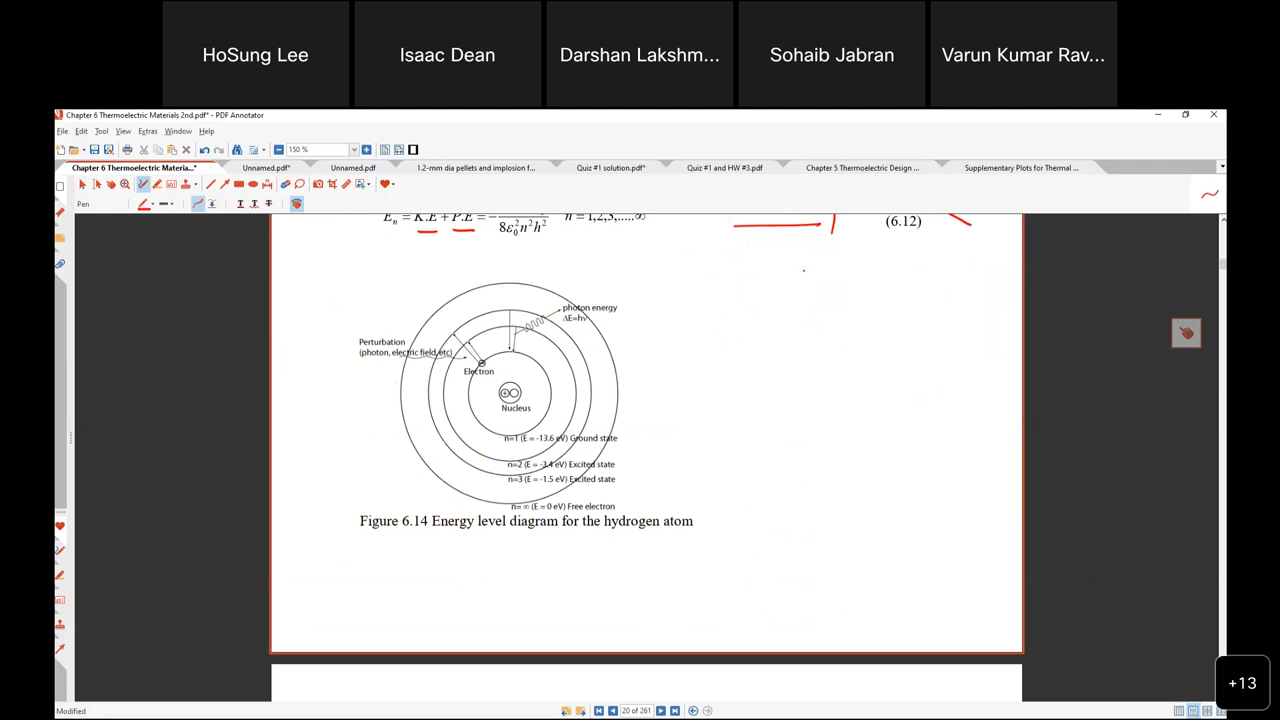 HoSung Lee
Isaac Dean
Darshan Lakshm...
Sohaib Jabran
Varun Kumar Rav...
Chapter 6 Thermoelectric Materials 2nd.pdf* - PDF Annotator
File Edit Tool View Extras Window Help
150 %
Chapter 6 Thermoelectric Materia...*
Unnamed.pdf*
Unnamed.pdf
1.2-mm dia pellets and implosion f...
Quiz #1 solution.pdf*
Quiz #1 and HW #3.pdf
Chapter 5 Thermoelectric Design ...
Supplementary Plots for Thermal ...
Pen
Eₙ = K.E + P.E = − 8ε₀²n²h² n = 1,2,3,.....∞ (6.12)
photon energy
ΔE=hν
Perturbation
(photon, electric field, etc)
Electron
Nucleus
n=1 (E = -13.6 eV) Ground state
n=2 (E = -3.4 eV) Excited state
n=3 (E = -1.5 eV) Excited state
n= ∞ (E = 0 eV) Free electron
Figure 6.14 Energy level diagram for the hydrogen atom
+13
Modified
20 of 261